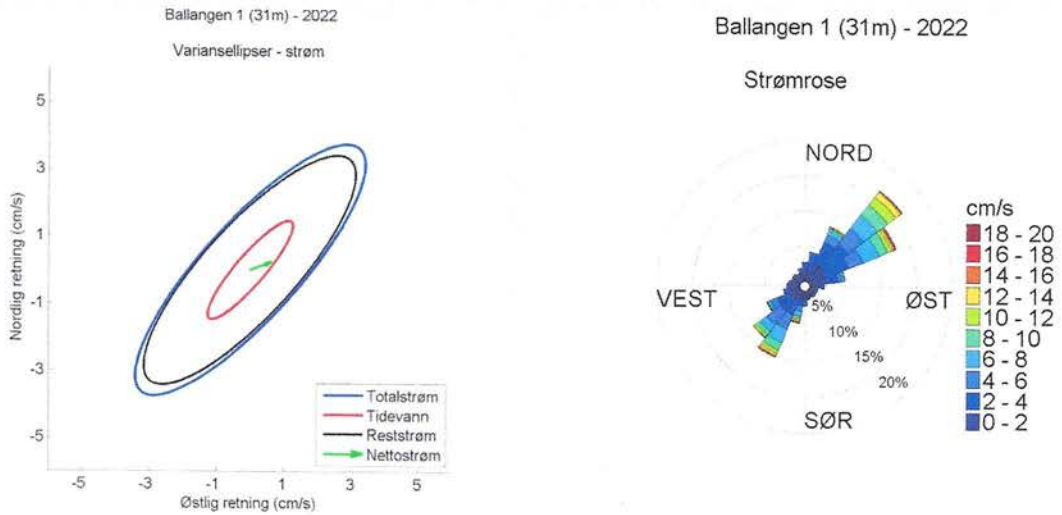 Ballangen 1 (31m) - 2022
Variansellipser - strøm
Nordlig retning (cm/s)
5
3
1
-1
-3
-5
-5
-3
-1
1
3
5
Østlig retning (cm/s)
Totalstrøm
Tidevann
Reststrøm
Nettostrøm
Ballangen 1 (31m) - 2022
Strømrose
NORD
VEST
ØST
SØR
5%
10%
15%
20%
cm/s
18 - 20
16 - 18
14 - 16
12 - 14
10 - 12
8 - 10
6 - 8
4 - 6
2 - 4
0 - 2